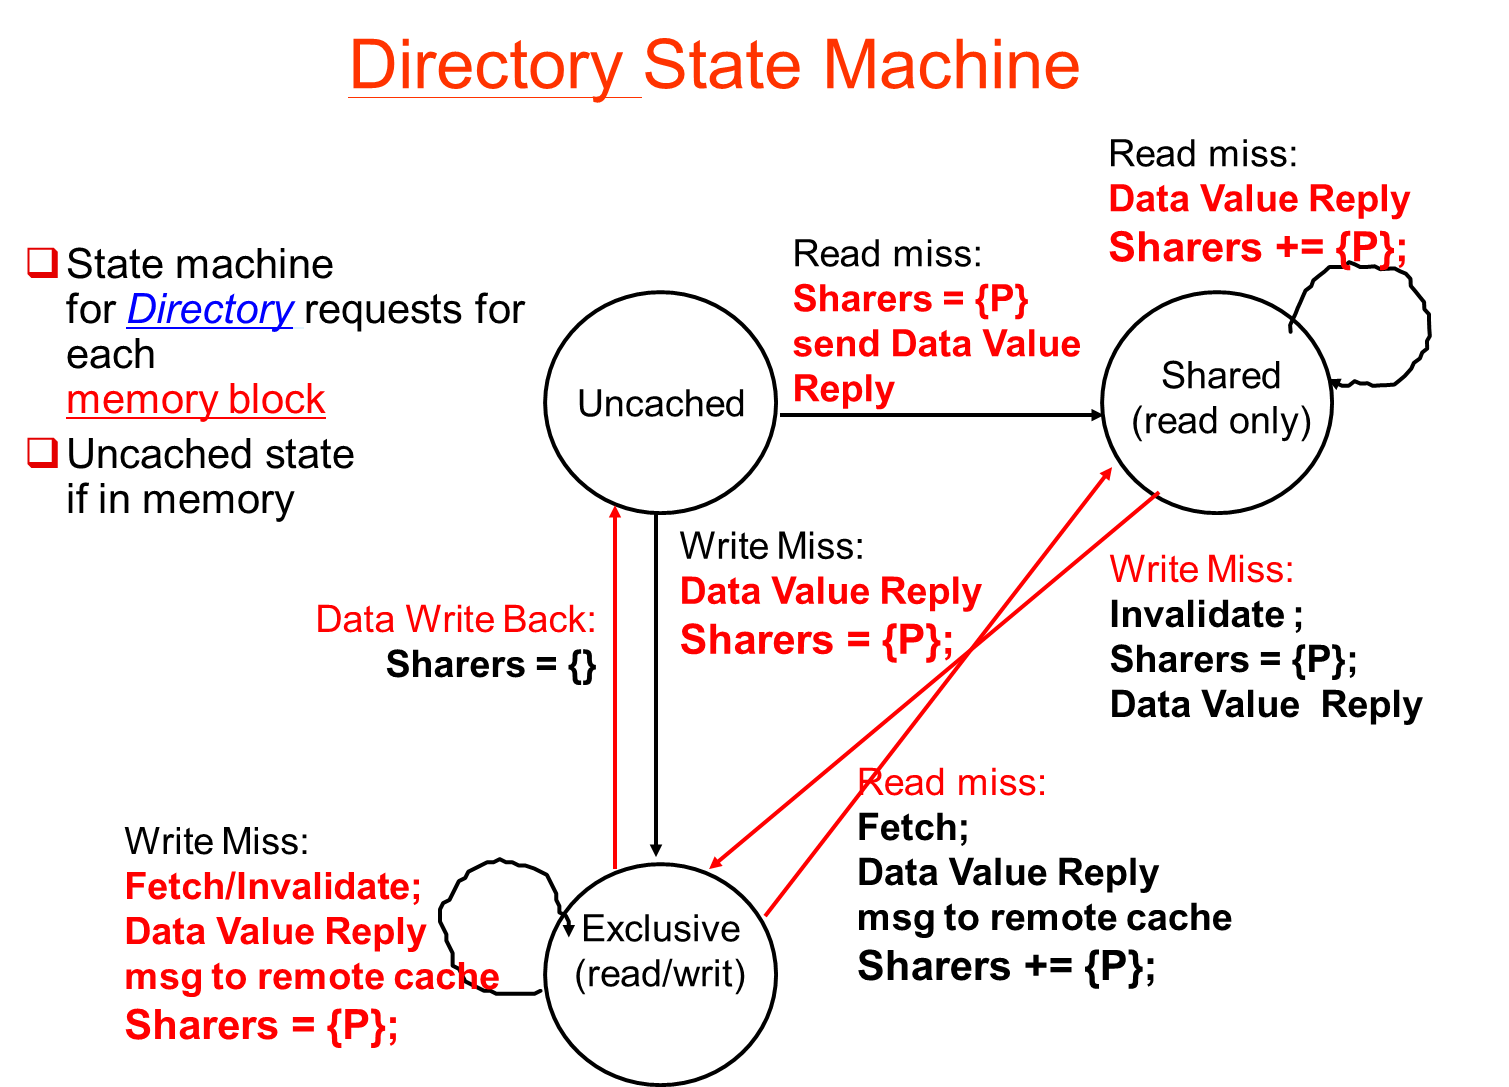 Directory State Machine
State machine
for Directory requests for
each
memory block
Uncached state
if in memory
Read miss:
Data Value Reply
Sharers += {P};
Read miss:
Sharers = {P}
send Data Value
Reply
Uncached
Shared
(read only)
Write Miss:
Data Value Reply
Sharers = {P};
Data Write Back:
Sharers = {}
Write Miss:
Invalidate ;
Sharers = {P};
Data Value Reply
Read miss:
Fetch;
Data Value Reply
msg to remote cache
Sharers += {P};
Write Miss:
Fetch/Invalidate;
Data Value Reply
msg to remote cache
Sharers = {P};
Exclusive
(read/writ)